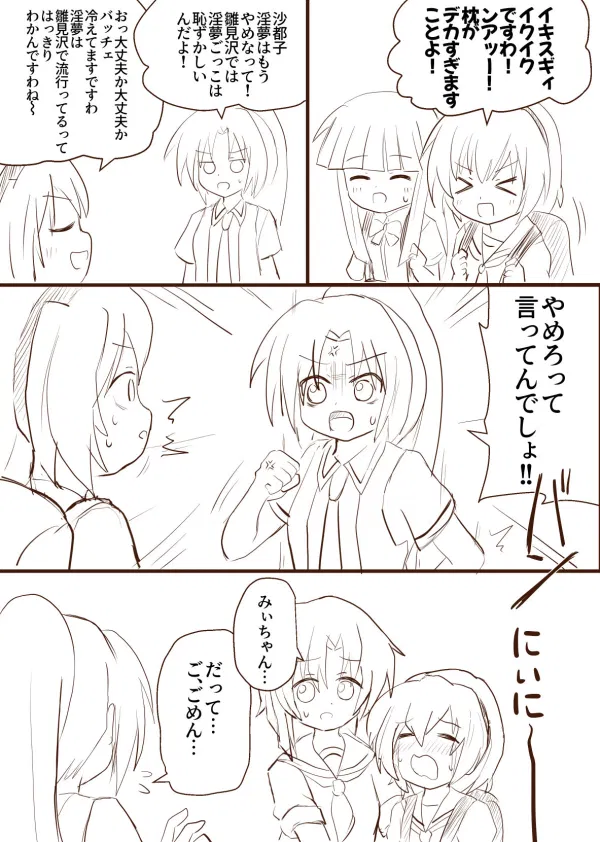 イキスギィ
イクイク
ですわ!
ンアッー!
枕が
デカすぎます
ことよ!
沙都子
淫夢はもう
やめなって!
雛見沢では
淫夢ごっこは
恥ずかしい
んだよ!
おっ大丈夫か大丈夫か
バッチェ
冷えてますですわ
淫夢は
雛見沢で流行ってるって
はっきり
わかんですわね~
やめろって
言ってんでしょ!!
バン
にぃに〜
みぃちゃん…
だって…
ご、ごめん…